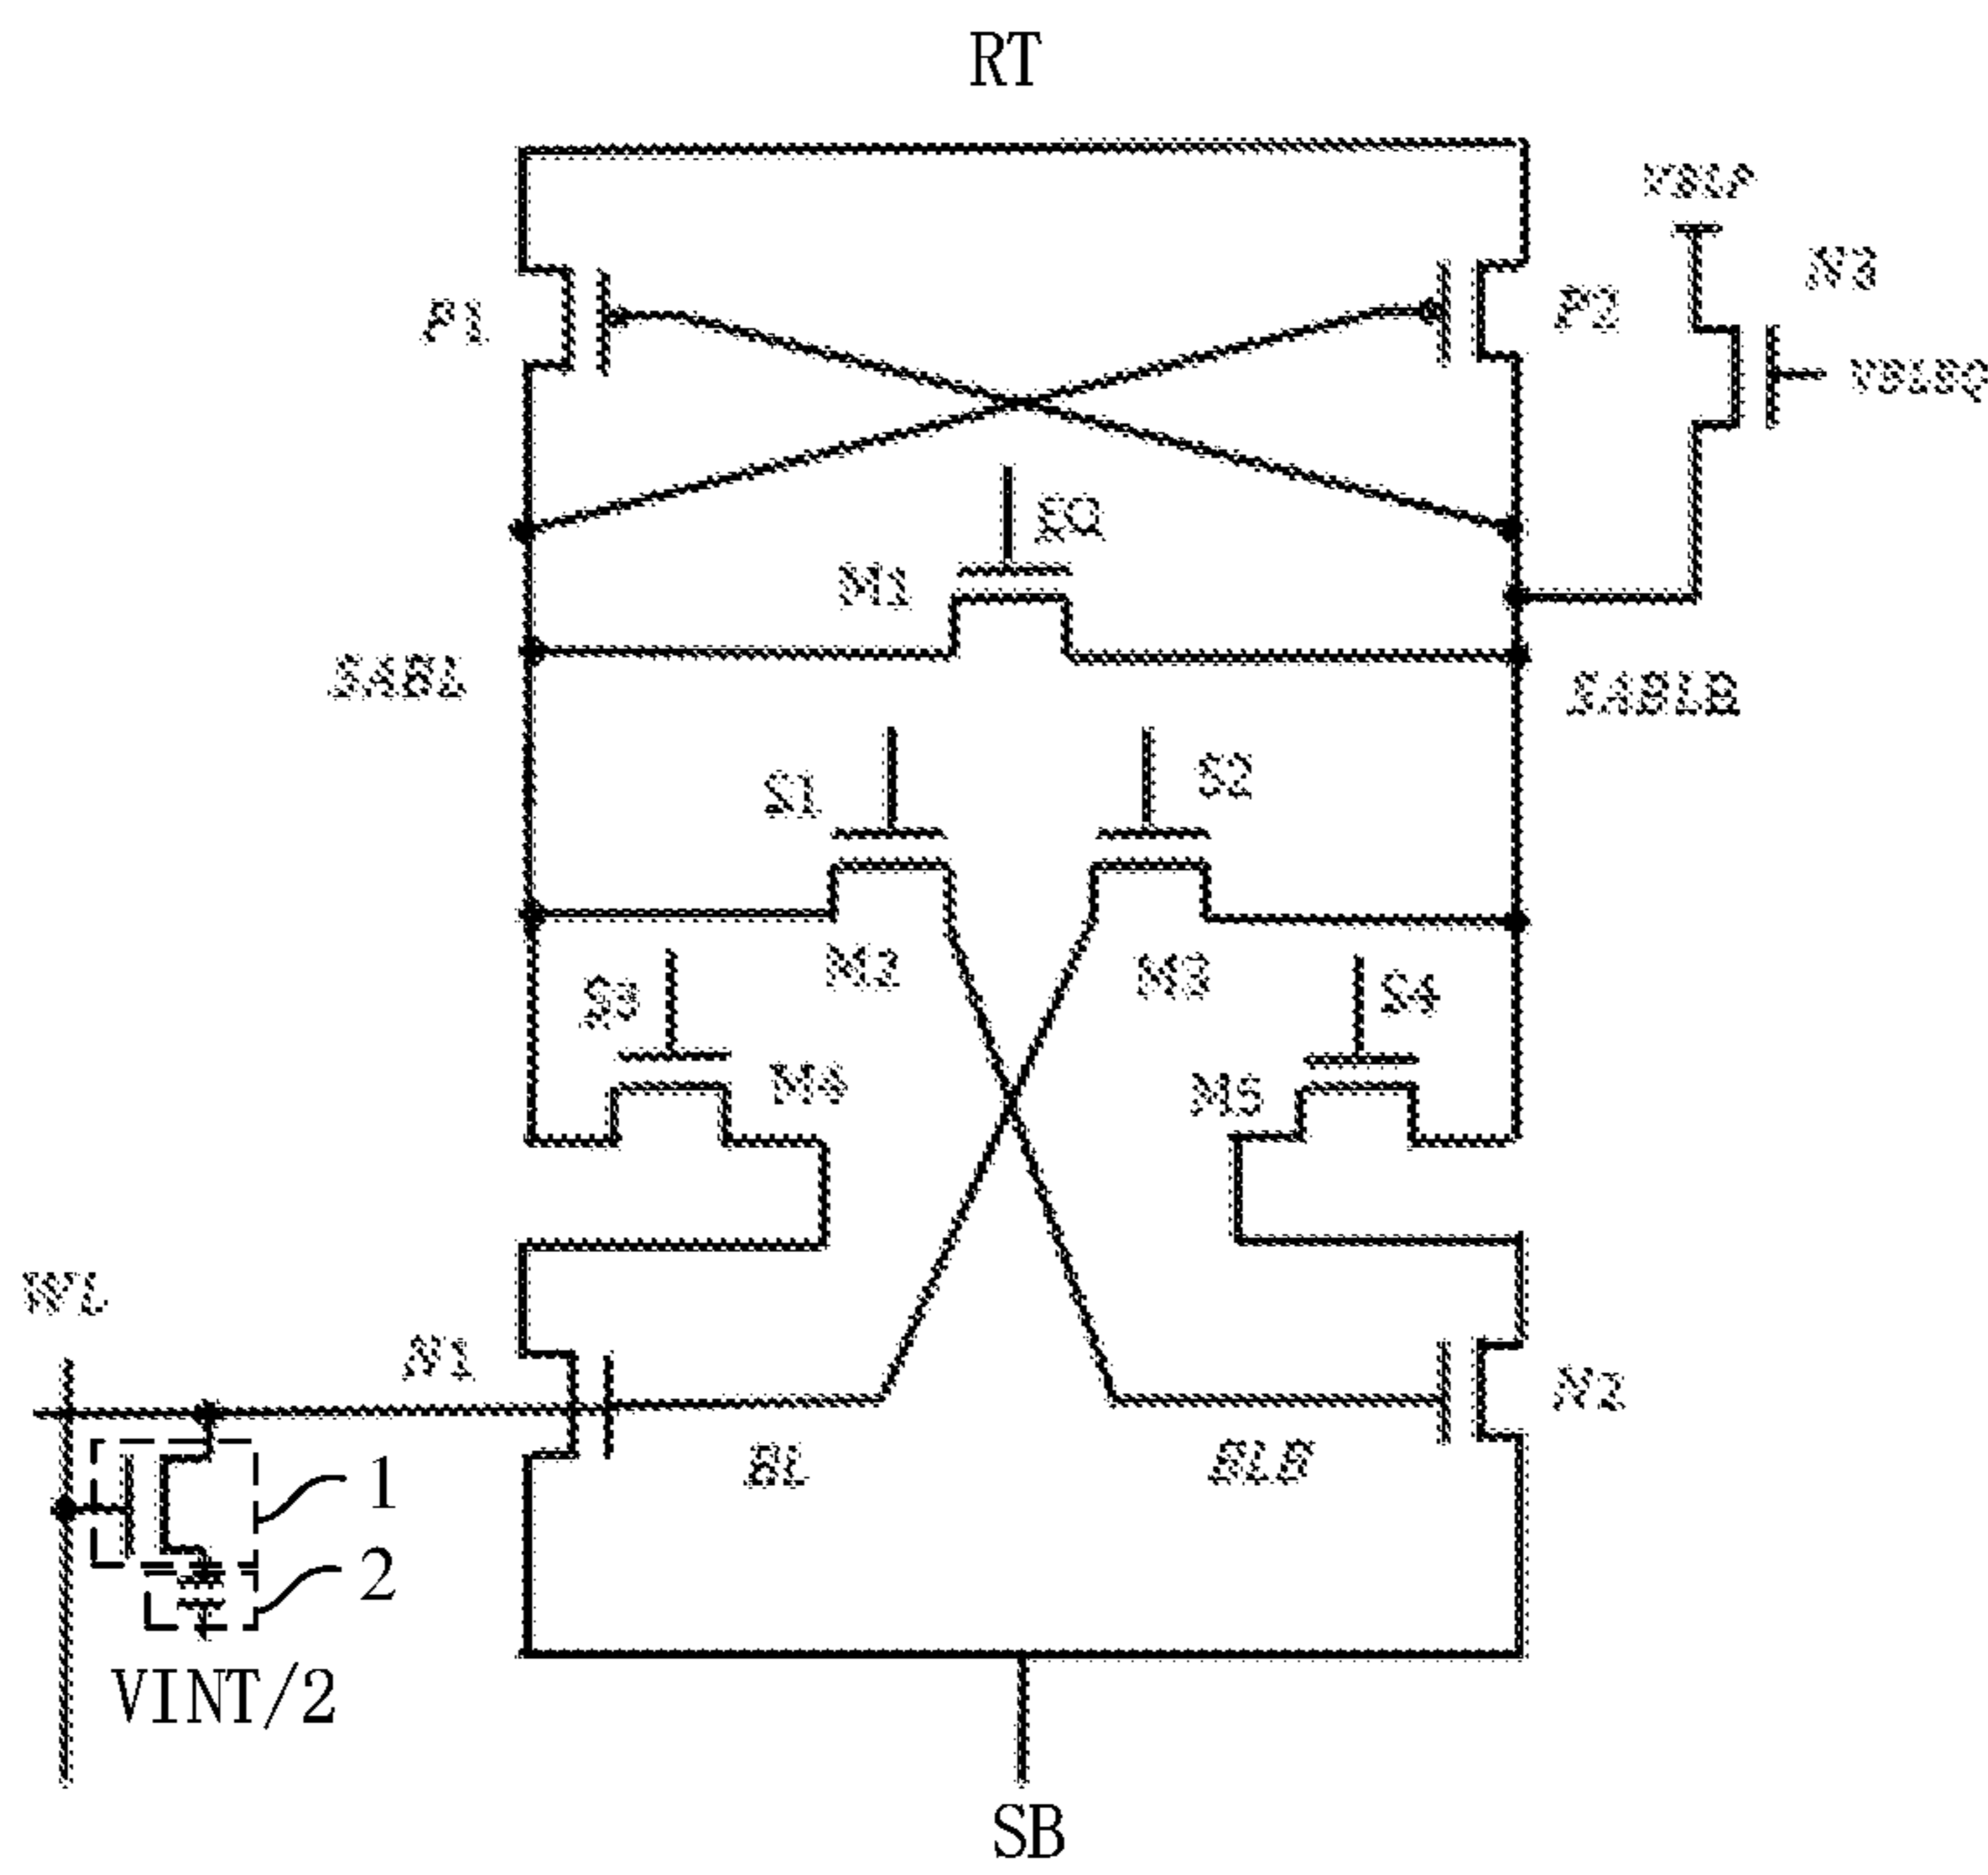 RT
VBLP
N3
P1
P2
VBLEQ
EQ
M1
SABL
SABLB
S1
S2
M2
M3
S3
S4
M4
M5
WL
N1
N2
BL
BLB
1
2
VINT/2
SB